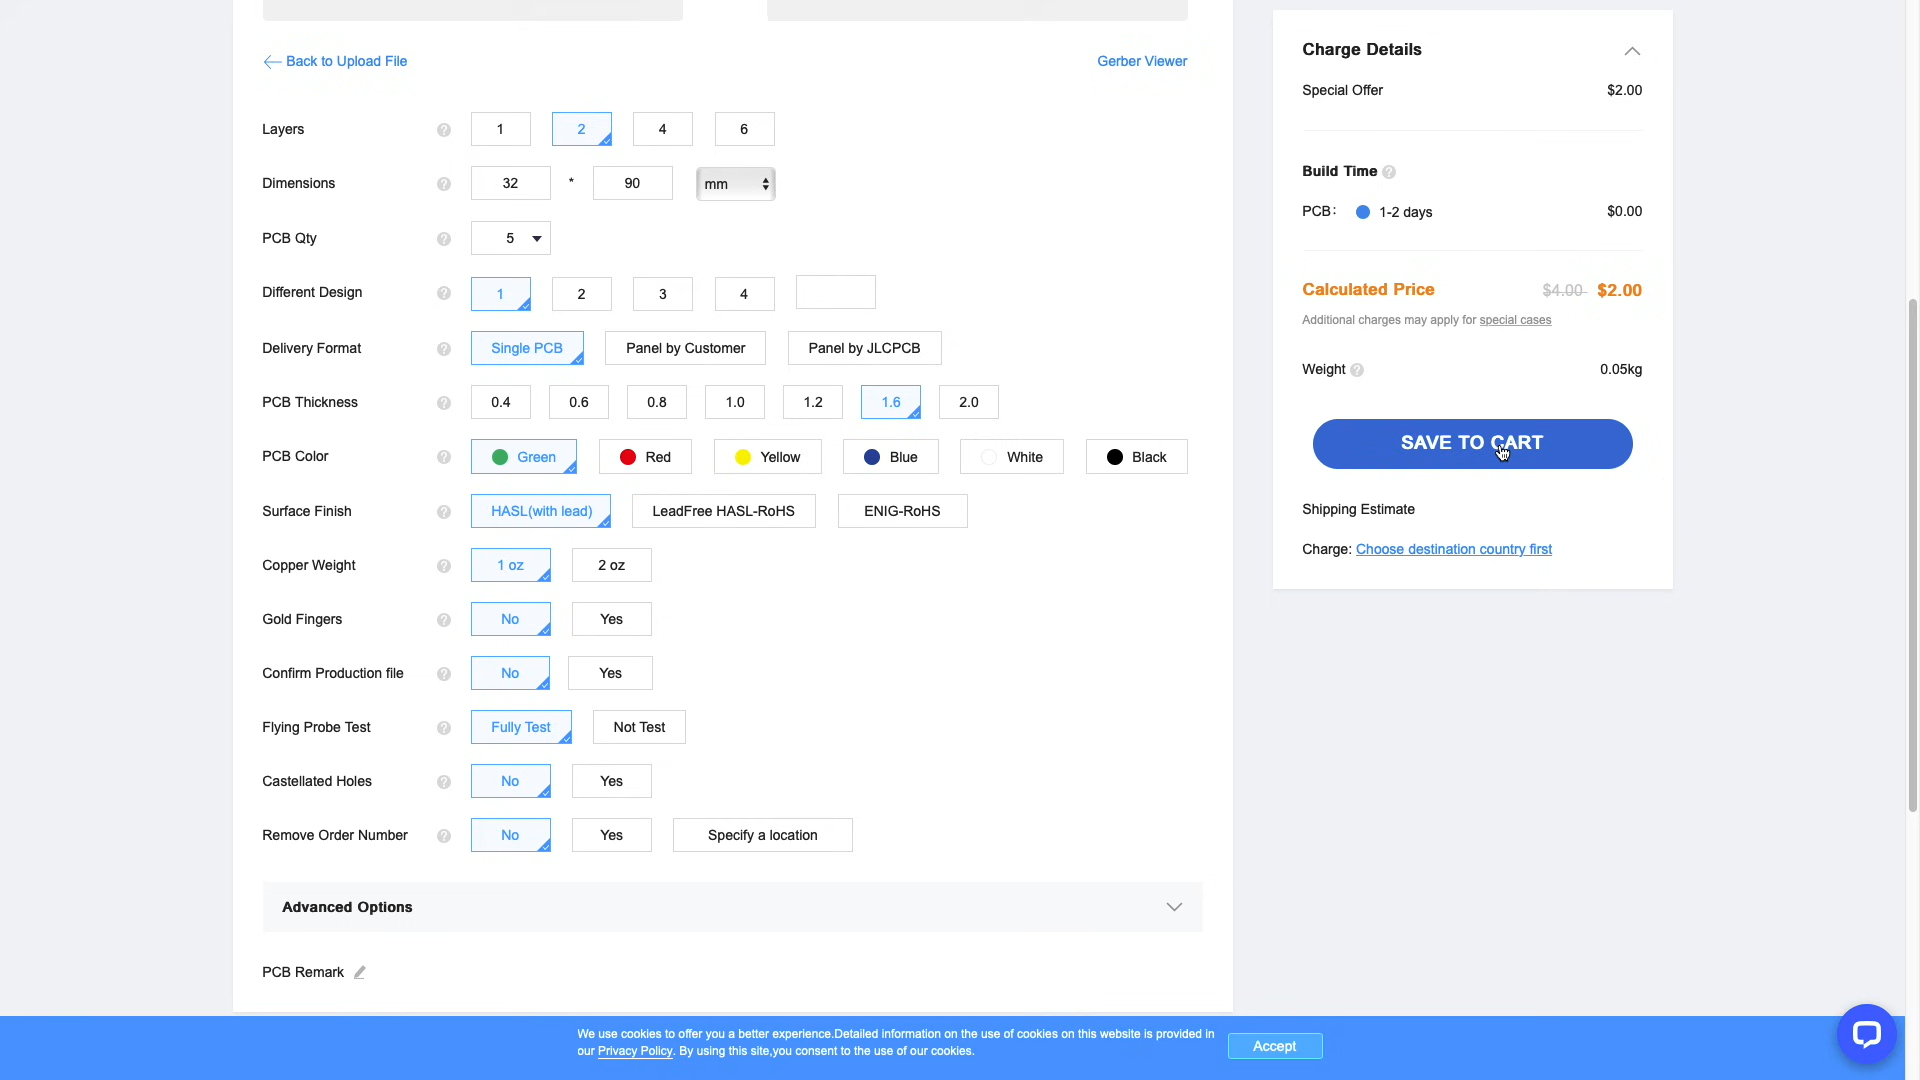 Back to Upload File
Gerber Viewer
Layers 1 2 4 6
Dimensions 32 * 90 mm
PCB Qty 5
Different Design 1 2 3 4
Delivery Format Single PCB Panel by Customer Panel by JLCPCB
PCB Thickness 0.4 0.6 0.8 1.0 1.2 1.6 2.0
PCB Color Green Red Yellow Blue White Black
Surface Finish HASL(with lead) LeadFree HASL-RoHS ENIG-RoHS
Copper Weight 1 oz 2 oz
Gold Fingers No Yes
Confirm Production file No Yes
Flying Probe Test Fully Test Not Test
Castellated Holes No Yes
Remove Order Number No Yes Specify a location
Advanced Options
PCB Remark
Charge Details
Special Offer $2.00
Build Time
PCB: 1-2 days $0.00
Calculated Price $4.00 $2.00
Additional charges may apply for special cases
Weight 0.05kg
SAVE TO CART
Shipping Estimate
Charge: Choose destination country first
We use cookies to offer you a better experience.Detailed information on the use of cookies on this website is provided in
our Privacy Policy. By using this site,you consent to the use of our cookies.
Accept